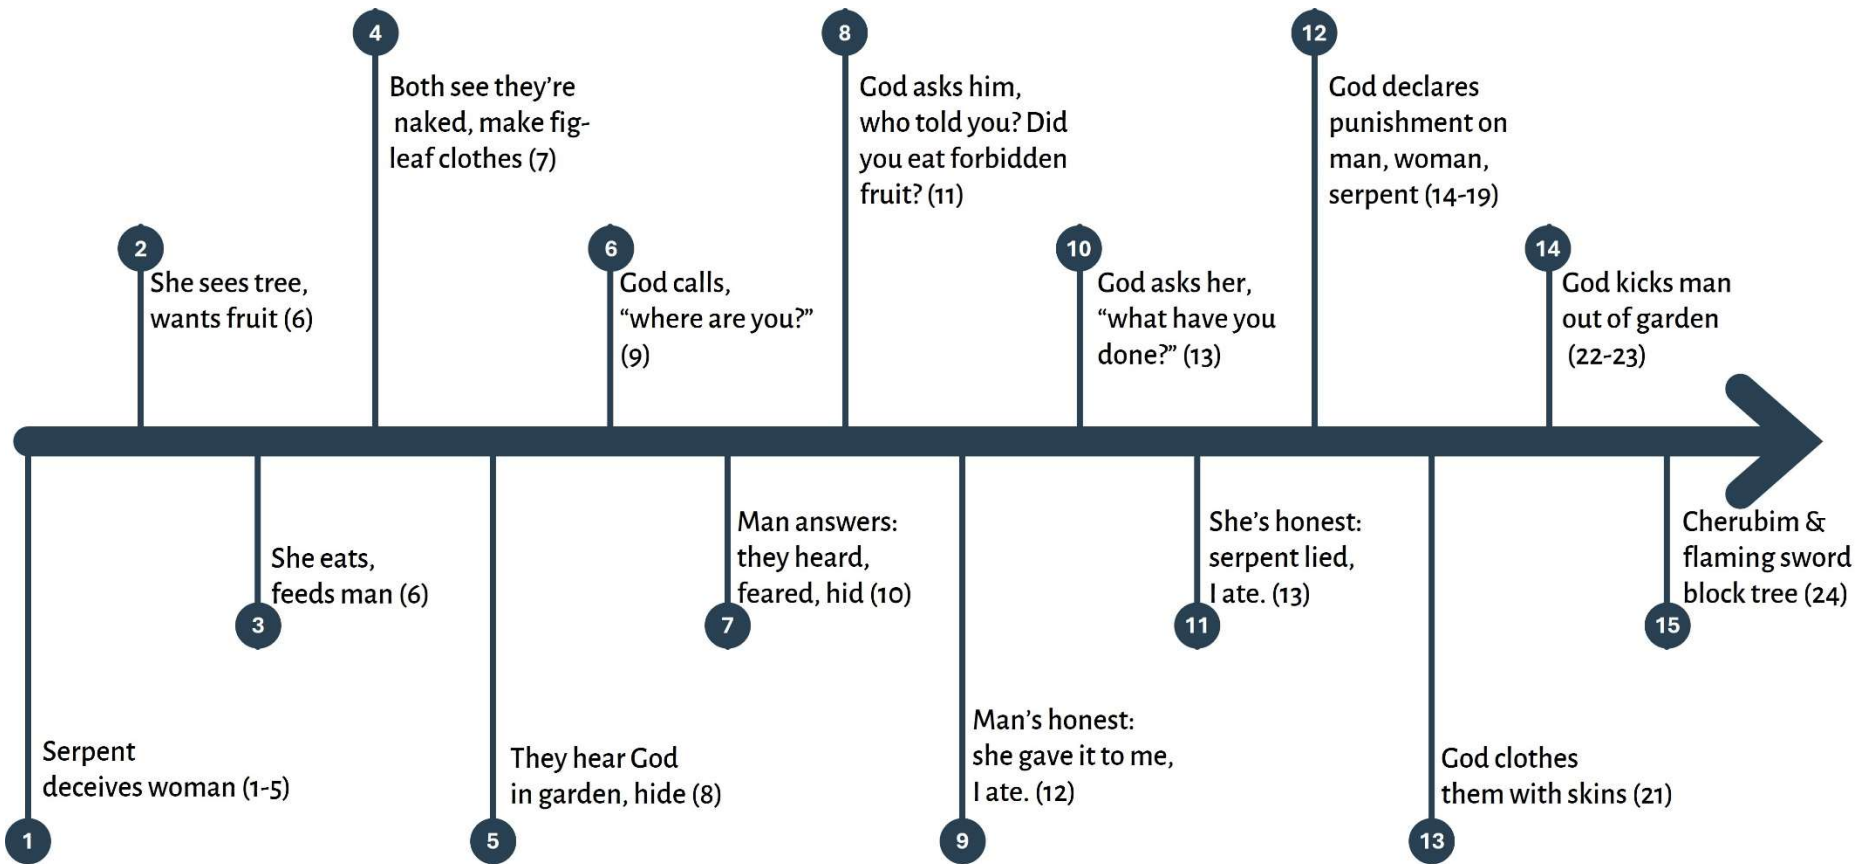 1
Serpent
deceives woman (1-5)
2
She sees tree,
wants fruit (6)
3
She eats,
feeds man (6)
4
Both see they're
naked, make fig-
leaf clothes (7)
5
They hear God
in garden, hide (8)
6
God calls,
“where are you?”
(9)
7
Man answers:
they heard,
feared, hid (10)
8
God asks him,
who told you? Did
you eat forbidden
fruit? (11)
9
Man’s honest:
she gave it to me,
I ate. (12)
10
God asks her,
“what have you
done?” (13)
11
She’s honest:
serpent lied,
I ate. (13)
12
God declares
punishment on
man, woman,
serpent (14-19)
13
God clothes
them with skins (21)
14
God kicks man
out of garden
(22-23)
15
Cherubim &
flaming sword
block tree (24)